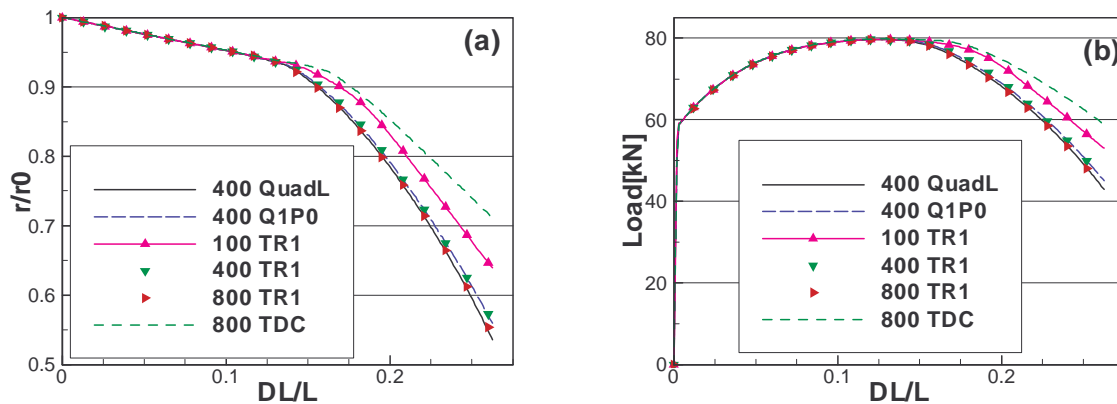 1
0.9
0.8
0.7
0.6
0.5
r/r0
0
0.1
0.2
DL/L
(a)
400 QuadL
400 Q1P0
100 TR1
400 TR1
800 TR1
800 TDC
80
60
40
20
0
Load[kN]
0
0.1
0.2
DL/L
(b)
400 QuadL
400 Q1P0
100 TR1
400 TR1
800 TR1
800 TDC